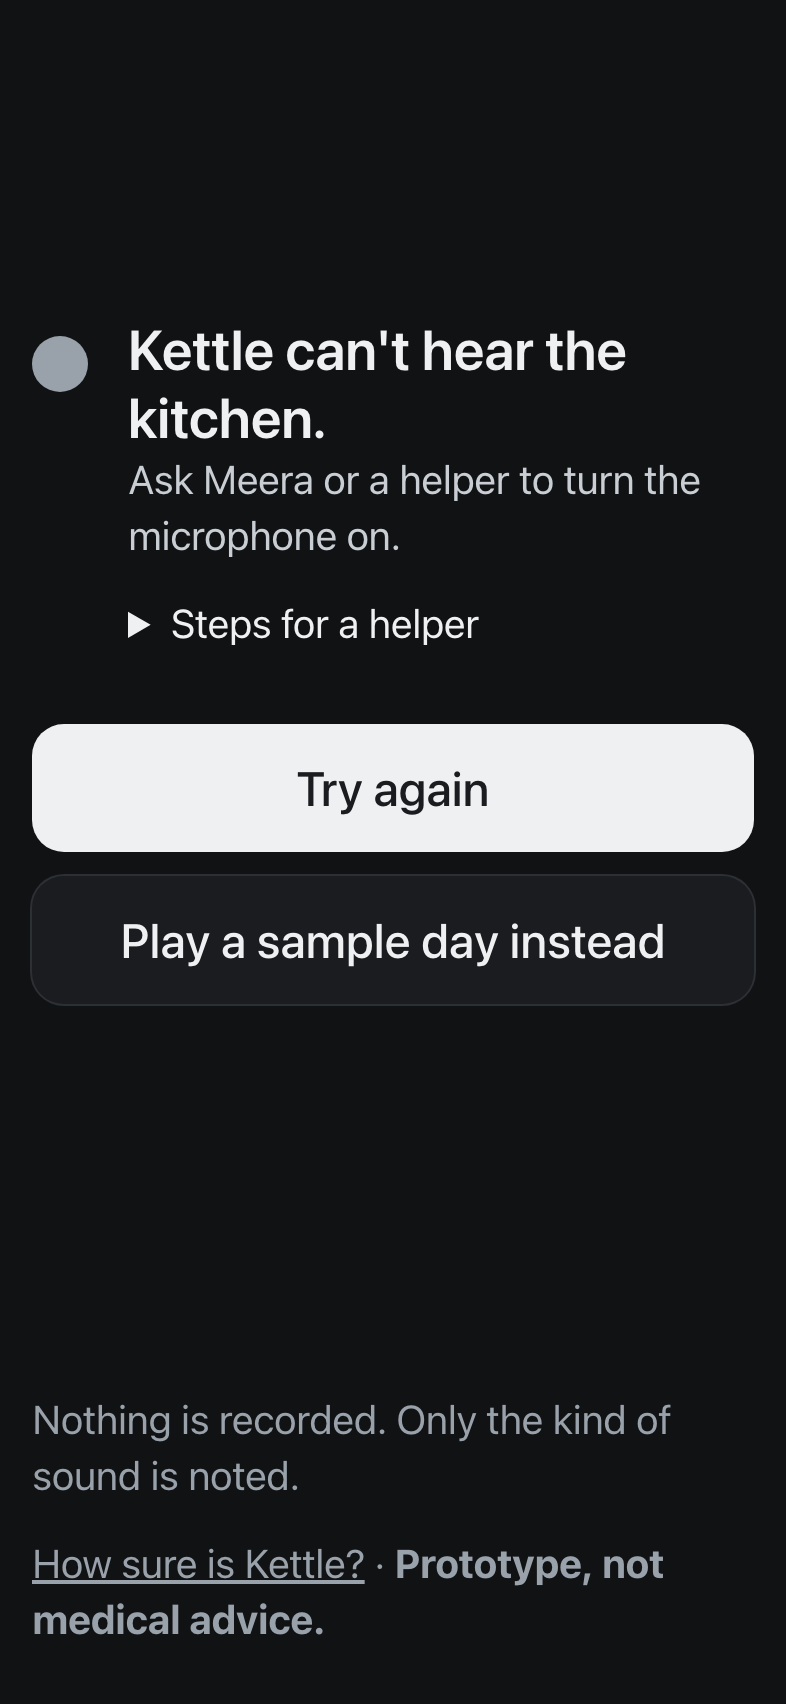 Kettle can't hear the
kitchen.
Ask Meera or a helper to turn the
microphone on.
Steps for a helper
Try again
Play a sample day instead
Nothing is recorded. Only the kind of
sound is noted.
How sure is Kettle? · Prototype, not
medical advice.